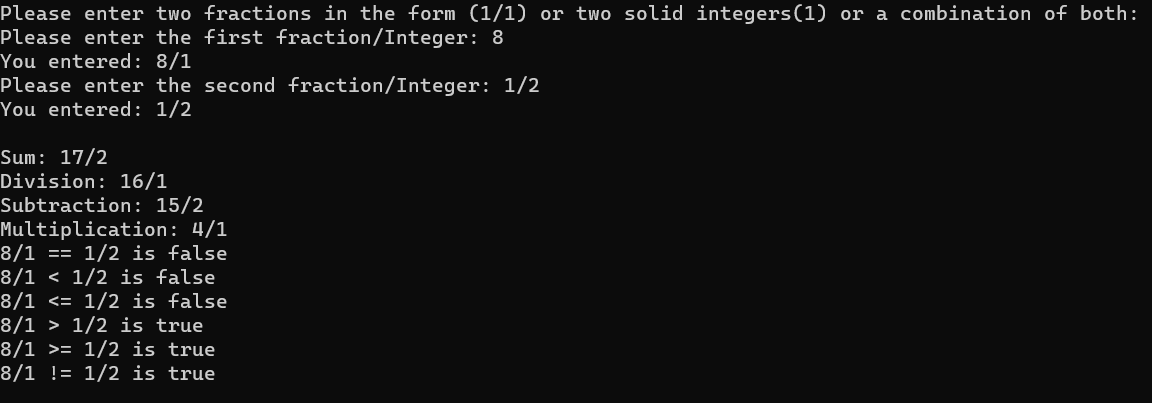 Please enter two fractions in the form (1/1) or two solid integers(1) or a combination of both:
Please enter the first fraction/Integer: 8
You entered: 8/1
Please enter the second fraction/Integer: 1/2
You entered: 1/2
Sum: 17/2
Division: 16/1
Subtraction: 15/2
Multiplication: 4/1
8/1 == 1/2 is false
8/1 < 1/2 is false
8/1 <= 1/2 is false
8/1 > 1/2 is true
8/1 >= 1/2 is true
8/1 != 1/2 is true